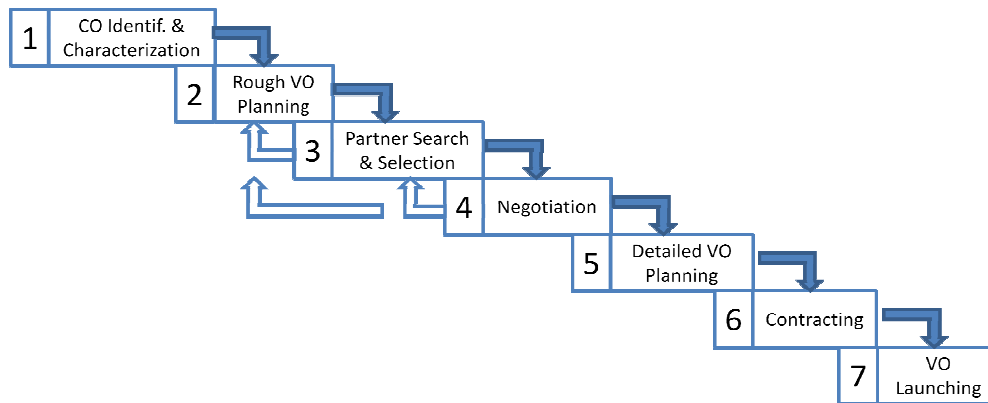 1
CO Identif. &
Characterization
2
Rough VO
Planning
3
Partner Search
& Selection
4
Negotiation
5
Detailed VO
Planning
6
Contracting
7
VO
Launching